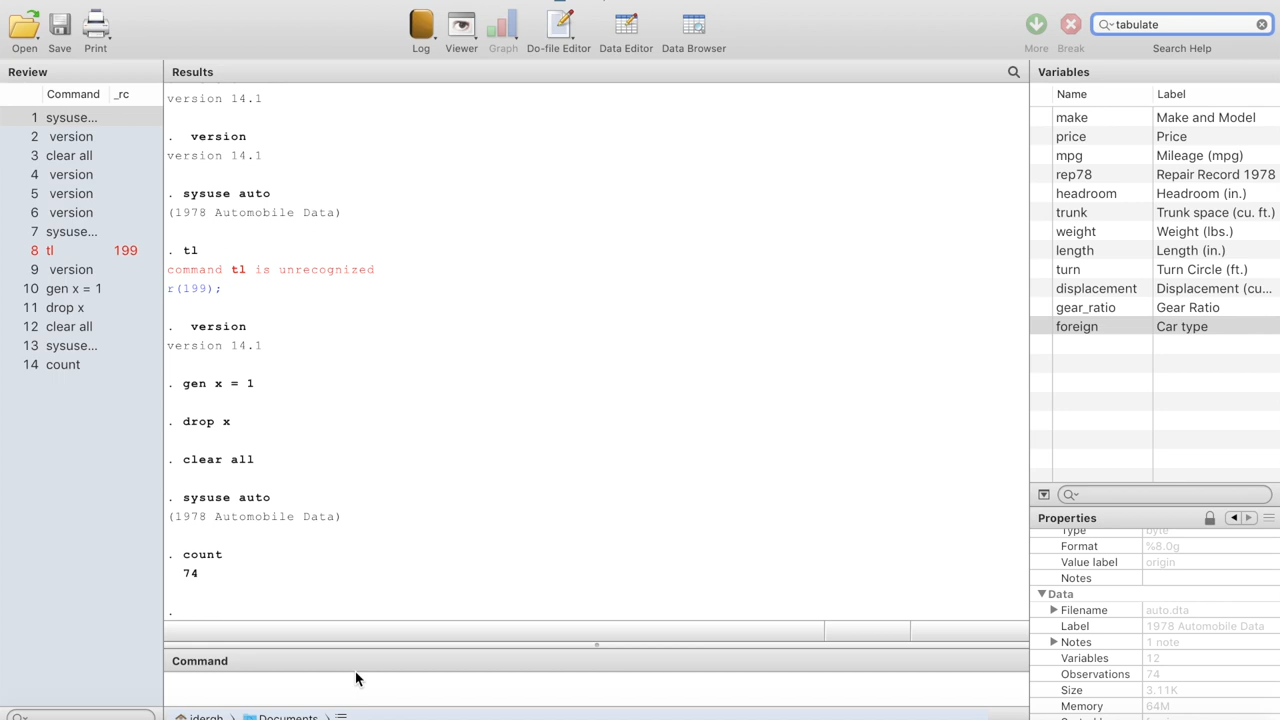 Open Save Print Log Viewer Graph Do-file Editor Data Editor Data Browser More Break tabulate
Search Help
Review
Command _rc
1 sysuse...
2 version
3 clear all
4 version
5 version
6 version
7 sysuse...
8 tl 199
9 version
10 gen x = 1
11 drop x
12 clear all
13 sysuse...
14 count
Results
version 14.1
. version
version 14.1
. sysuse auto
(1978 Automobile Data)
. tl
command tl is unrecognized
r(199);
. version
version 14.1
. gen x = 1
. drop x
. clear all
. sysuse auto
(1978 Automobile Data)
. count
74
.
Command
idergh > Documents >
Variables
Name Label
make Make and Model
price Price
mpg Mileage (mpg)
rep78 Repair Record 1978
headroom Headroom (in.)
trunk Trunk space (cu. ft.)
weight Weight (lbs.)
length Length (in.)
turn Turn Circle (ft.)
displacement Displacement (cu...
gear_ratio Gear Ratio
foreign Car type
Properties
Type byte
Format %8.0g
Value label origin
Notes
Data
Filename auto.dta
Label 1978 Automobile Data
Notes 1 note
Variables 12
Observations 74
Size 3.11K
Memory 64M